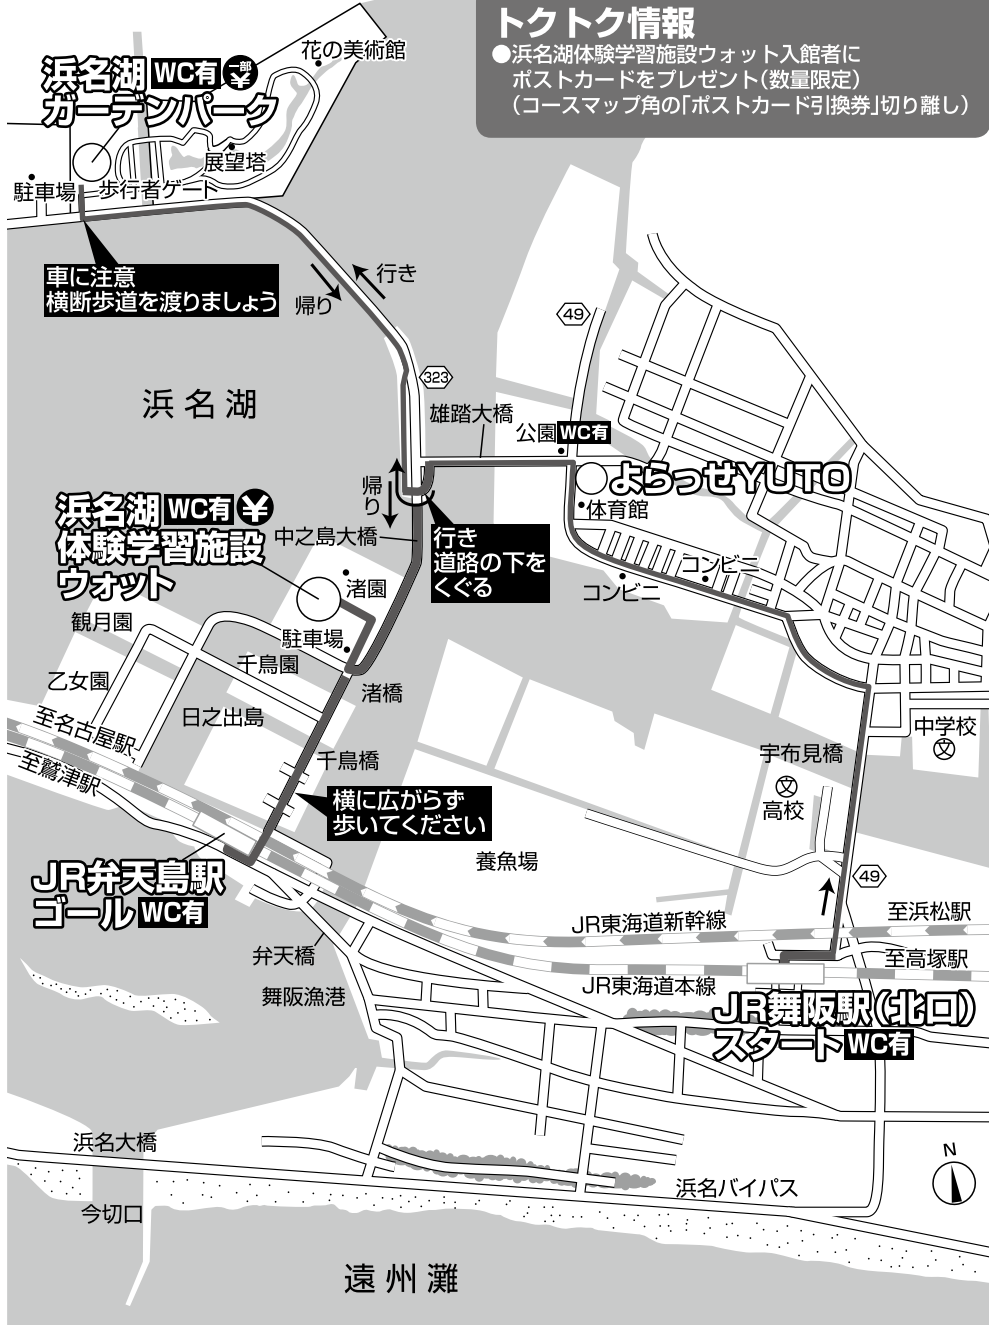 トクトク情報
●浜名湖体験学習施設ウォット入館者に
ポストカードをプレゼント（数量限定）
（コースマップ角の「ポストカード引換券」切り離し）
花の美術館
浜名湖 WC有 一部 ¥
ガーデンパーク
展望塔
駐車場
歩行者ゲート
車に注意
横断歩道を渡りましょう
行き
帰り
49
323
浜名湖
雄踏大橋
公園 WC有
よらっせYUTO
体育館
帰り
浜名湖 WC有 ¥
体験学習施設
ウォット
中之島大橋
行き
道路の下を
くぐる
コンビニ
コンビニ
渚園
観月園
駐車場
千鳥園
乙女園
渚橋
日之出島
至名古屋駅
至鷲津駅
千鳥橋
中学校
文
宇布見橋
文
高校
横に広がらず
歩いてください
養魚場
JR弁天島駅
ゴール WC有
49
JR東海道新幹線
至浜松駅
弁天橋
至高塚駅
舞阪漁港
JR東海道本線
JR舞阪駅（北口）
スタート WC有
浜名大橋
N
浜名バイパス
今切口
遠州灘